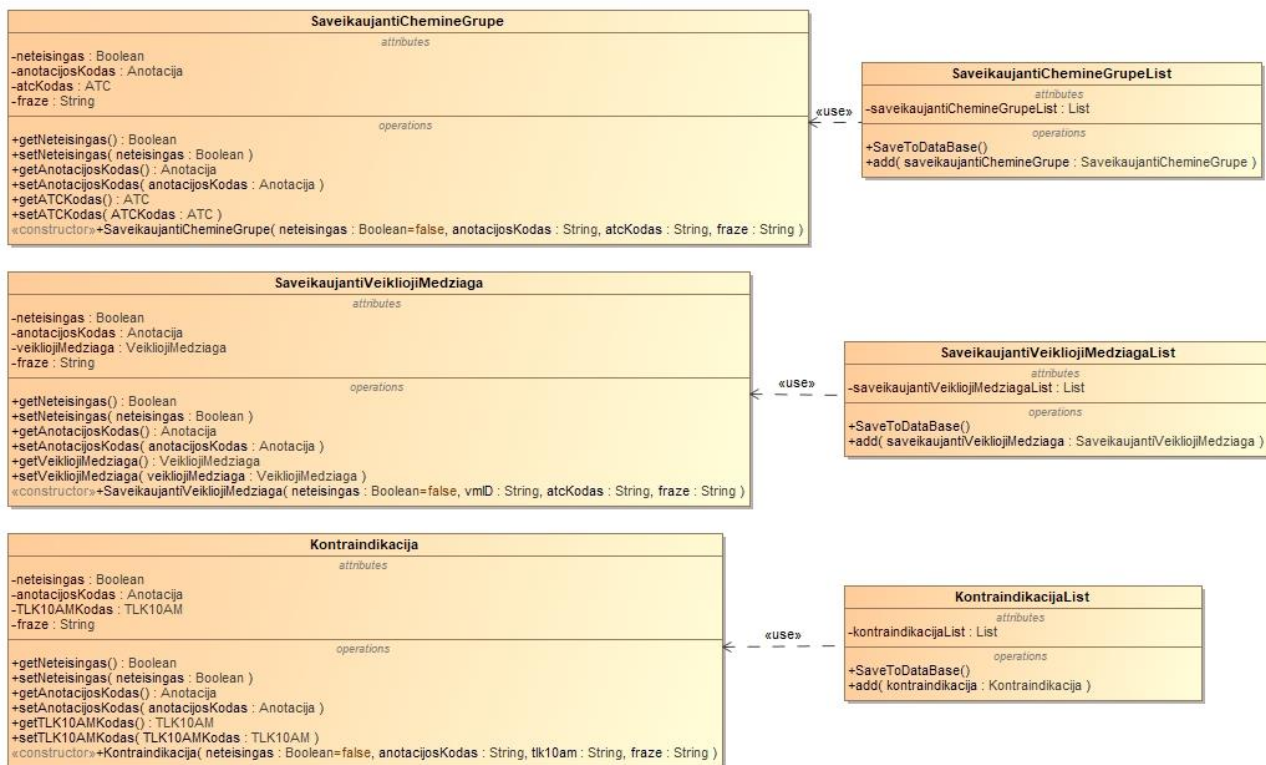 SaveikaujantiChemineGrupe
attributes
-neteisingas : Boolean
-anotacijosKodas : Anotacija
-atcKodas : ATC
-fraze : String
operations
+getNeteisingas() : Boolean
+setNeteisingas( neteisingas : Boolean )
+getAnotacijosKodas() : Anotacija
+setAnotacijosKodas( anotacijosKodas : Anotacija )
+getATCKodas() : ATC
+setATCKodas( ATCKodas : ATC )
«constructor»+SaveikaujantiChemineGrupe( neteisingas : Boolean=false, anotacijosKodas : String, atcKodas : String, fraze : String )
«use»
SaveikaujantiChemineGrupeList
attributes
-saveikaujantiChemineGrupeList : List
operations
+SaveToDataBase()
+add( saveikaujantiChemineGrupe : SaveikaujantiChemineGrupe )
SaveikaujantiVeikliojiMedziaga
attributes
-neteisingas : Boolean
-anotacijosKodas : Anotacija
-veikliojiMedziaga : VeikliojiMedziaga
-fraze : String
operations
+getNeteisingas() : Boolean
+setNeteisingas( neteisingas : Boolean )
+getAnotacijosKodas() : Anotacija
+setAnotacijosKodas( anotacijosKodas : Anotacija )
+getVeikliojiMedziaga() : VeikliojiMedziaga
+setVeikliojiMedziaga( veikliojiMedziaga : VeikliojiMedziaga )
«constructor»+SaveikaujantiVeikliojiMedziaga( neteisingas : Boolean=false, vmID : String, atcKodas : String, fraze : String )
«use»
SaveikaujantiVeikliojiMedziagaList
attributes
-saveikaujantiVeikliojiMedziagaList : List
operations
+SaveToDataBase()
+add( saveikaujantiVeikliojiMedziaga : SaveikaujantiVeikliojiMedziaga )
Kontraindikacija
attributes
-neteisingas : Boolean
-anotacijosKodas : Anotacija
-TLK10AMKodas : TLK10AM
-fraze : String
operations
+getNeteisingas() : Boolean
+setNeteisingas( neteisingas : Boolean )
+getAnotacijosKodas() : Anotacija
+setAnotacijosKodas( anotacijosKodas : Anotacija )
+getTLK10AMKodas() : TLK10AM
+setTLK10AMKodas( TLK10AMKodas : TLK10AM )
«constructor»+Kontraindikacija( neteisingas : Boolean=false, anotacijosKodas : String, tlk10am : String, fraze : String )
«use»
KontraindikacijaList
attributes
-kontraindikacijaList : List
operations
+SaveToDataBase()
+add( kontraindikacija : Kontraindikacija )